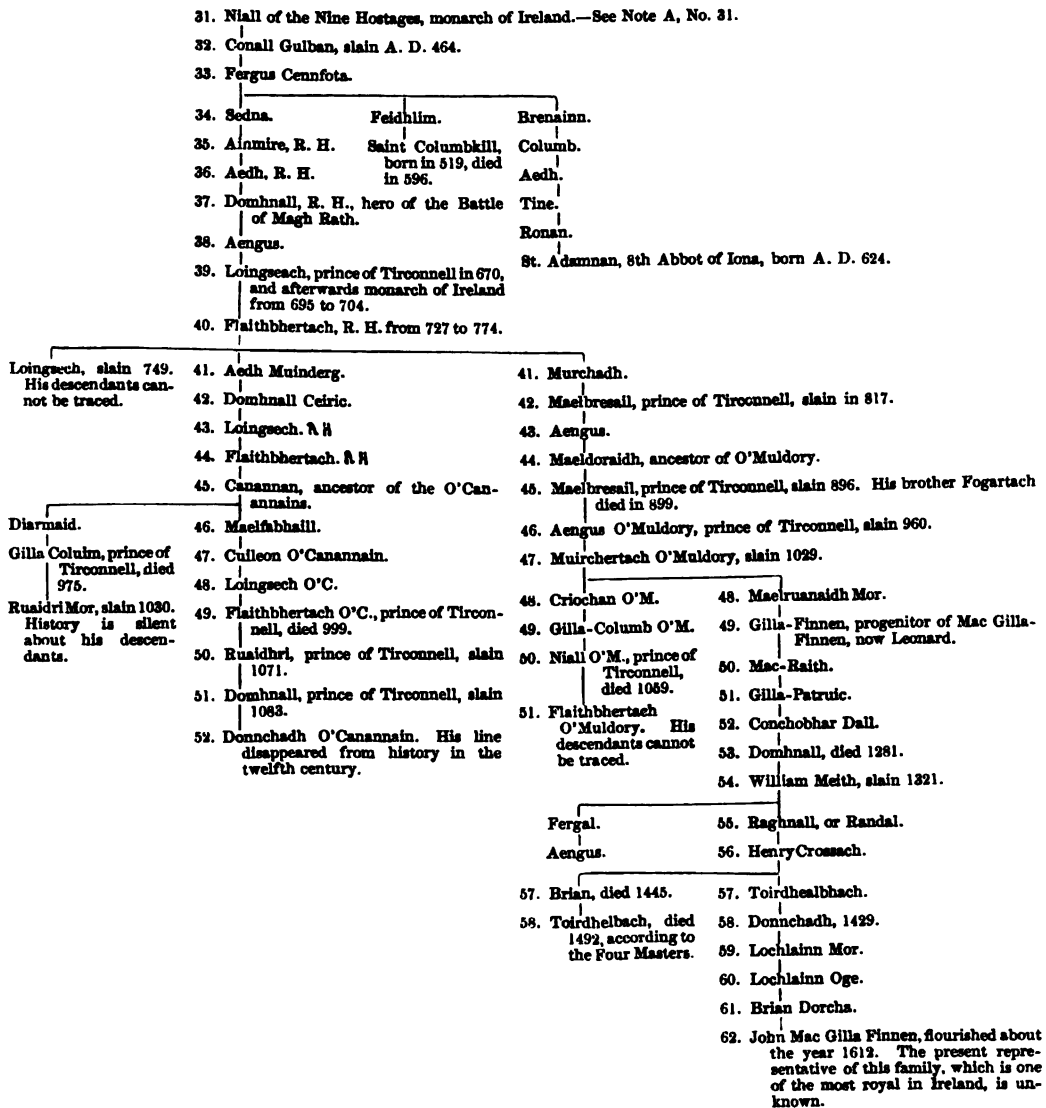 31. Niall of the Nine Hostages, monarch of Ireland.—See Note A, No. 31.
32. Conall Gulban, slain A. D. 464.
33. Fergus Cennfota.
34. Sedna.
Feidhlim.
Brenainn.
35. Ainmire, R. H.
Saint Columbkill,
born in 519, died
in 596.
Columb.
36. Aedh, R. H.
Aedh.
37. Domhnall, R. H., hero of the Battle
of Magh Rath.
Tine.
Ronan.
38. Aengus.
St. Adamnan, 8th Abbot of Iona, born A. D. 624.
39. Loingseach, prince of Tirconnell in 670,
and afterwards monarch of Ireland
from 695 to 704.
40. Flaithbhertach, R. H. from 727 to 774.
Loingsech, slain 749.
His descendants can-
not be traced.
41. Aedh Muinderg.
42. Domhnall Ceiric.
43. Loingsech. R H
44. Flaithbhertach. R H
45. Canannan, ancestor of the O'Can-
annains.
Diarmaid.
Gilla Coluim, prince of
Tirconnell, died
975.
Ruaidri Mor, slain 1030.
History is silent
about his descen-
dants.
46. Maelfabhaill.
47. Cuileon O'Canannain.
48. Loingsech O'C.
49. Flaithbhertach O'C., prince of Tircon-
nell, died 999.
50. Ruaidhri, prince of Tirconnell, slain
1071.
51. Domhnall, prince of Tirconnell, slain
1083.
52. Donnchadh O'Canannain. His line
disappeared from history in the
twelfth century.
41. Murchadh.
42. Maelbresail, prince of Tirconnell, slain in 817.
43. Aengus.
44. Maeldoraidh, ancestor of O'Muldory.
45. Maelbresail, prince of Tirconnell, slain 896. His brother Fogartach
died in 899.
46. Aengus O'Muldory, prince of Tirconnell, slain 960.
47. Muirchertach O'Muldory, slain 1029.
48. Criochan O'M.
49. Gilla-Columb O'M.
50. Niall O'M., prince of
Tirconnell,
died 1059.
51. Flaithbhertach
O'Muldory. His
descendants cannot
be traced.
48. Maelruanaidh Mor.
49. Gilla-Finnen, progenitor of Mac Gilla-
Finnen, now Leonard.
50. Mac-Raith.
51. Gilla-Patruic.
52. Conchobhar Dall.
53. Domhnall, died 1281.
54. William Meith, slain 1321.
Fergal.
Aengus.
55. Raghnall, or Randal.
56. Henry Crossach.
57. Brian, died 1445.
58. Toirdhelbach, died
1492, according to
the Four Masters.
57. Toirdhealbhach.
58. Donnchadh, 1429.
59. Lochlainn Mor.
60. Lochlainn Oge.
61. Brian Dorcha.
62. John Mac Gilla Finnen, flourished about
the year 1612. The present repre-
sentative of this family, which is one
of the most royal in Ireland, is un-
known.